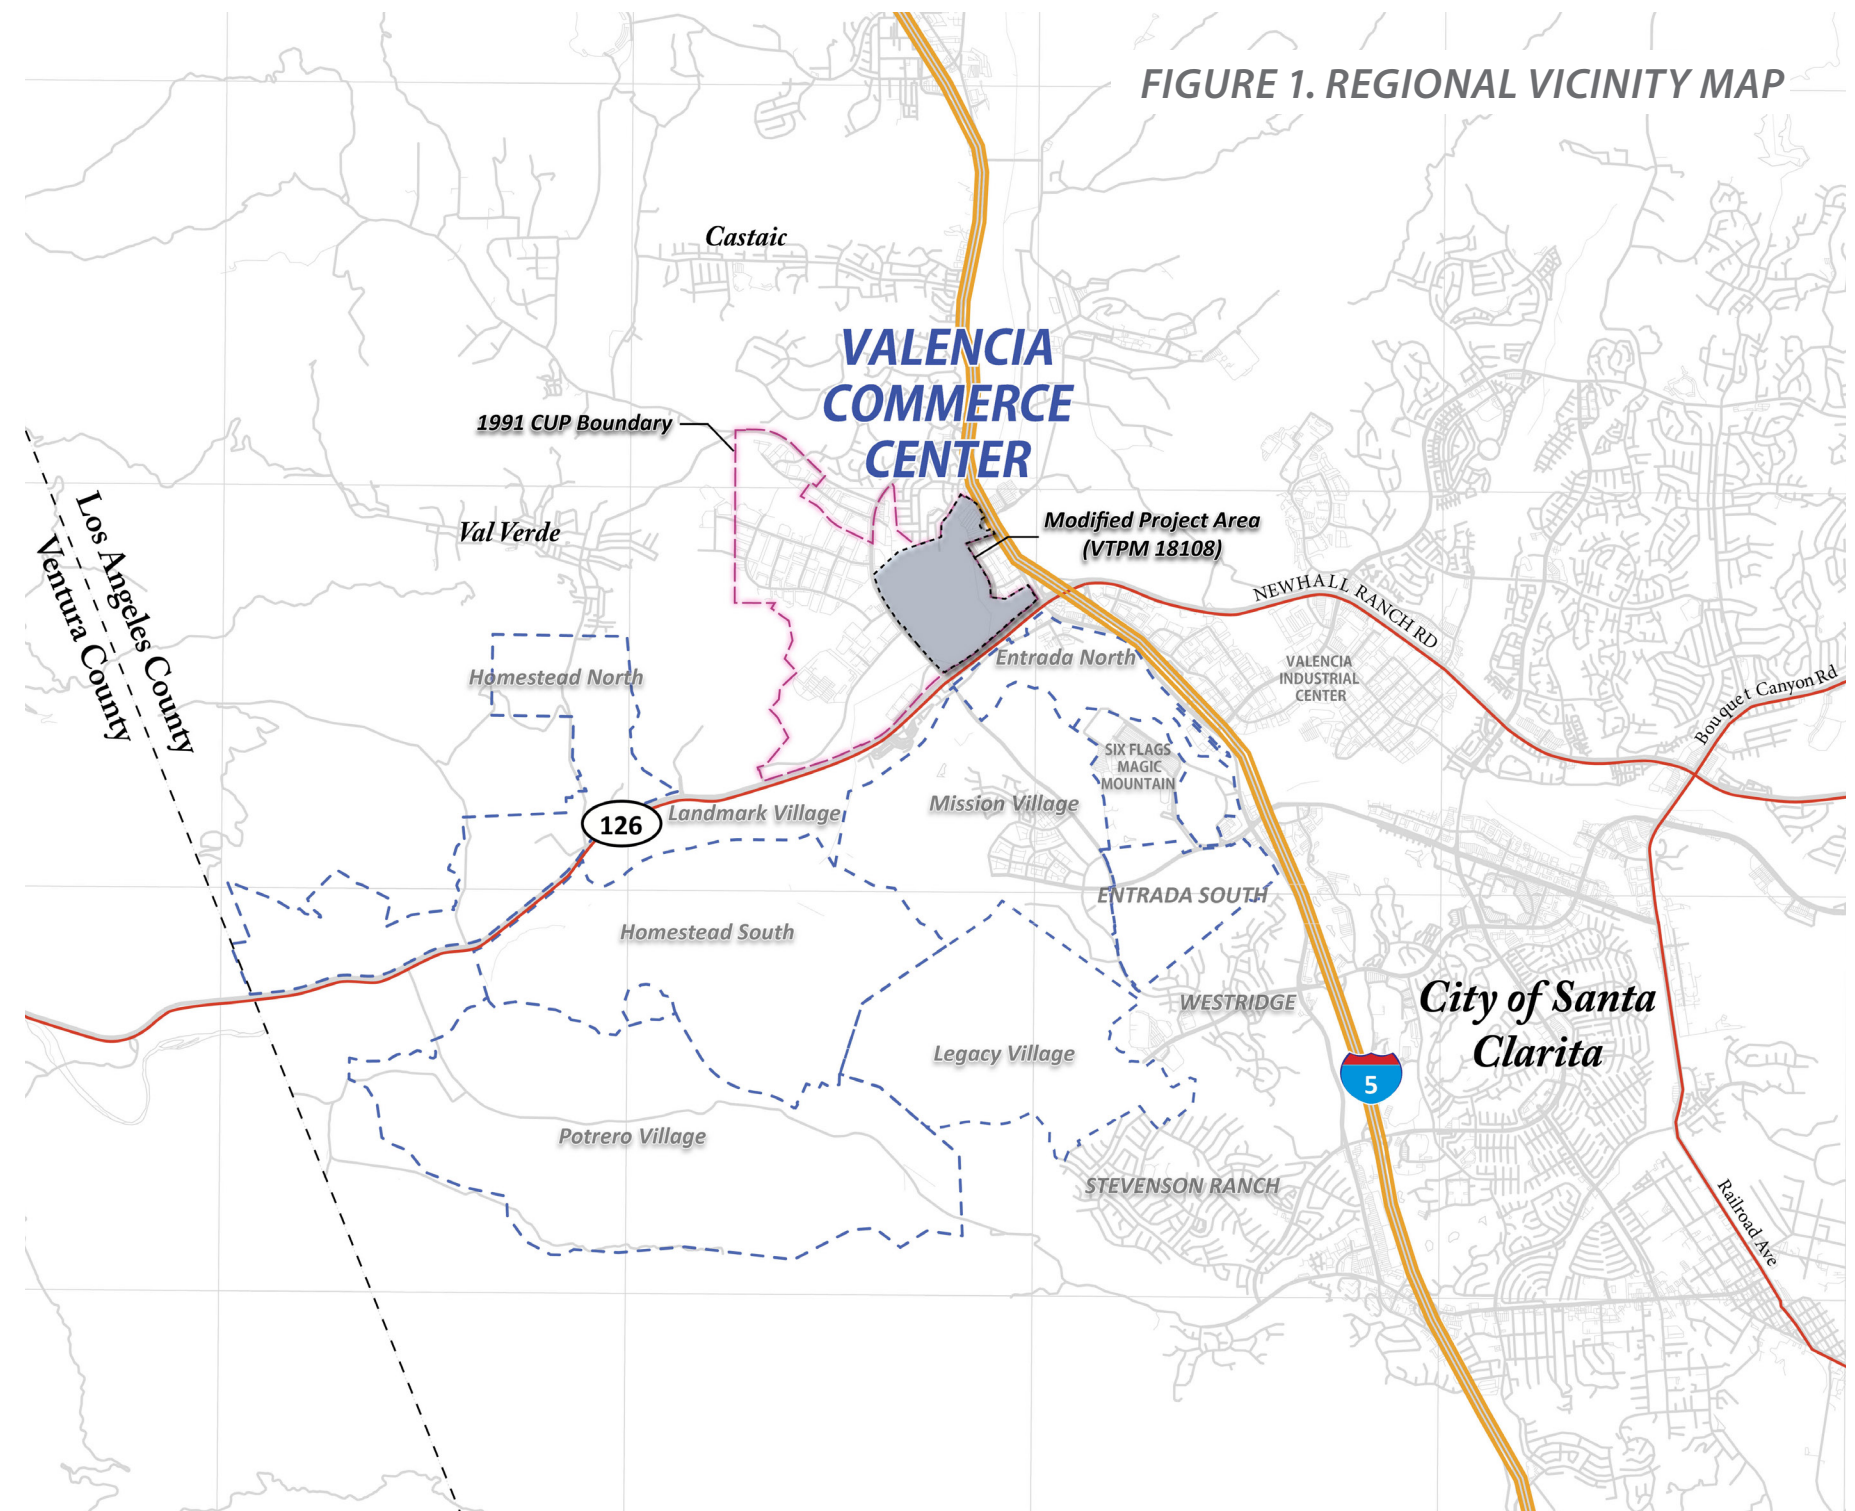 FIGURE 1. REGIONAL VICINITY MAP
Castaic
VALENCIA
COMMERCE
CENTER
1991 CUP Boundary
Modified Project Area
(VTPM 18108)
Val Verde
Los Angeles County
Ventura County
NEWHALL RANCH RD
Entrada North
Homestead North
VALENCIA
INDUSTRIAL
CENTER
Bouquet Canyon Rd
SIX FLAGS
MAGIC
MOUNTAIN
Mission Village
Landmark Village
126
ENTRADA SOUTH
Homestead South
WESTRIDGE
City of Santa
Clarita
Legacy Village
5
Potrero Village
STEVENSON RANCH
Railroad Ave